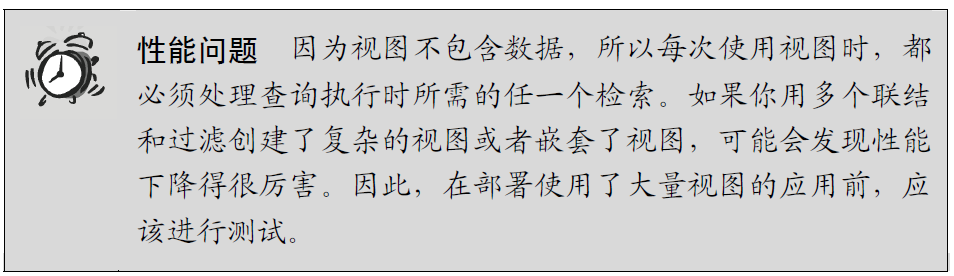 性能问题 因为视图不包含数据，所以每次使用视图时，都
必须处理查询执行时所需的任一个检索。如果你用多个联结
和过滤创建了复杂的视图或者嵌套了视图，可能会发现性能
下降得很厉害。因此，在部署使用了大量视图的应用前，应
该进行测试。